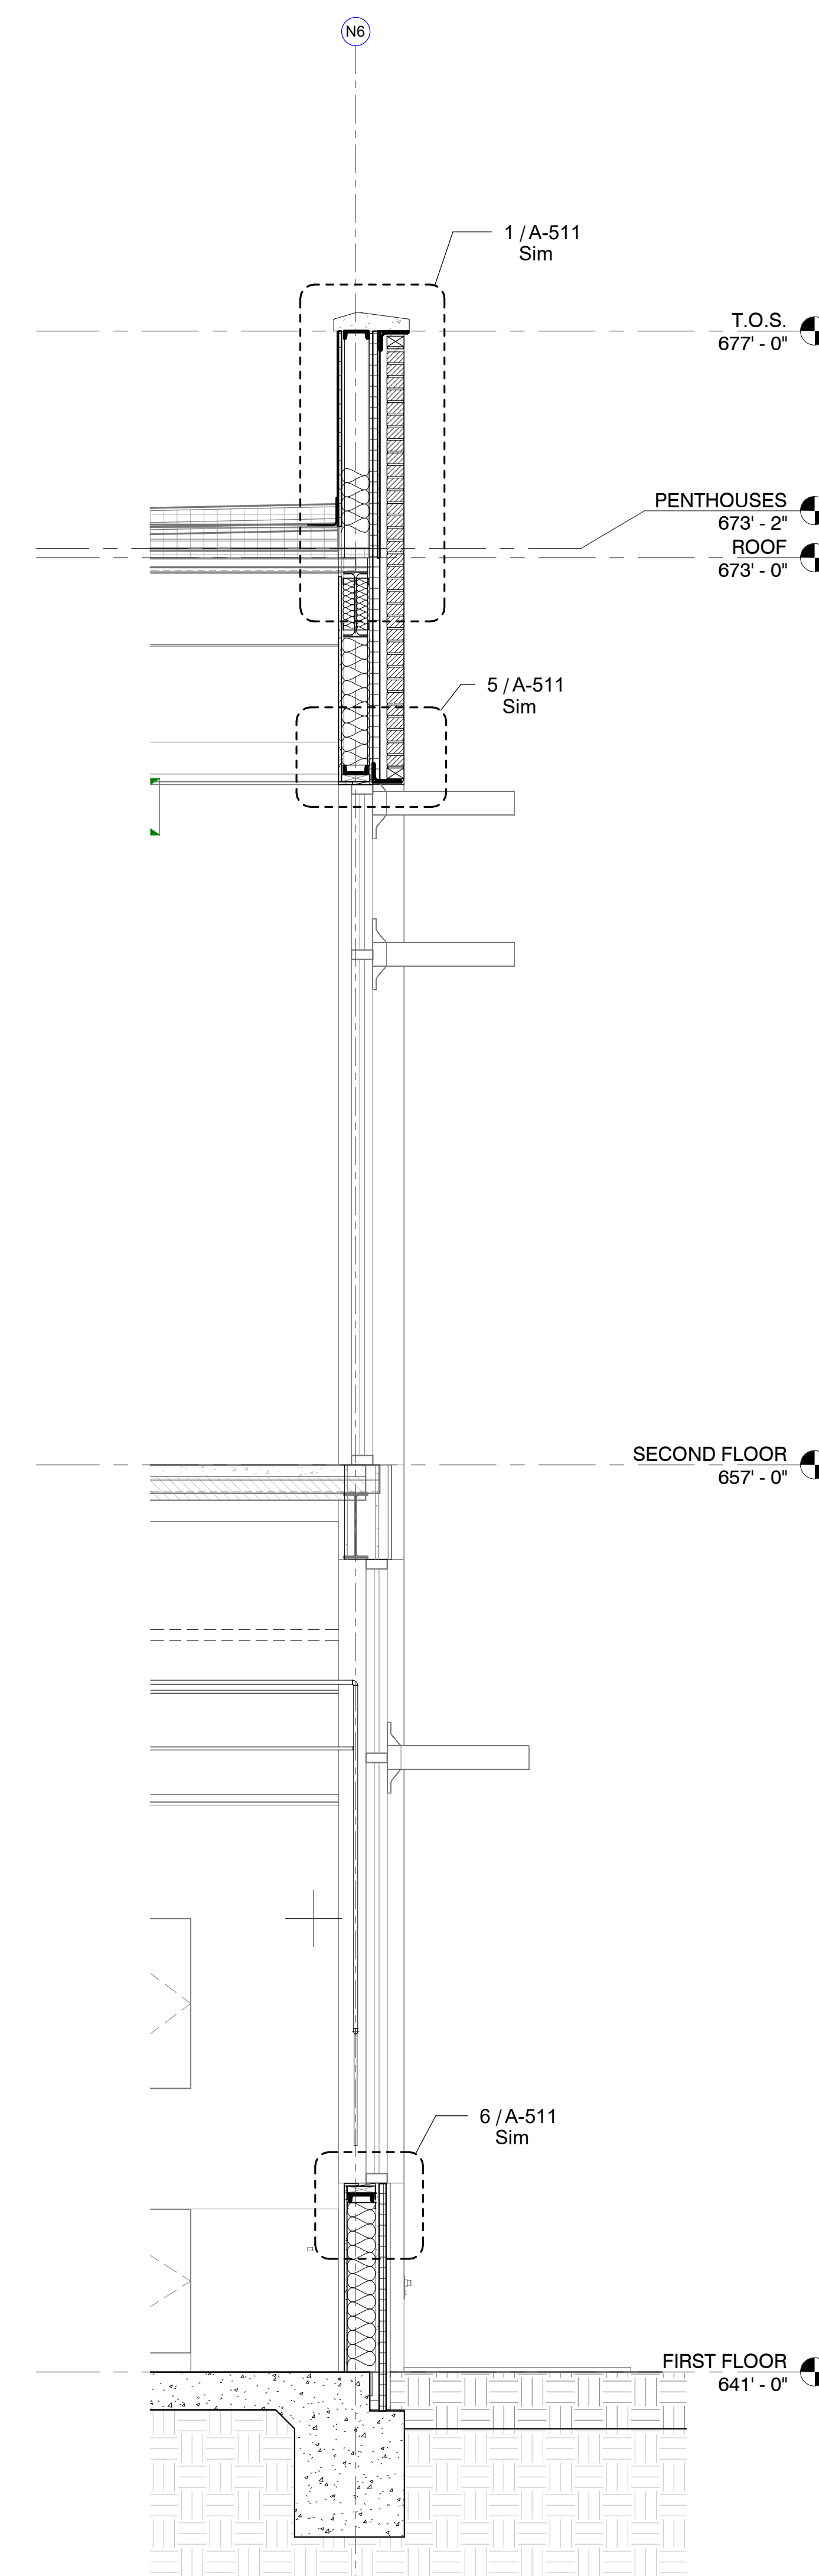 N6
1 / A-511
Sim
T.O.S.
677' - 0"
PENTHOUSES
673' - 2"
ROOF
673' - 0"
5 / A-511
Sim
SECOND FLOOR
657' - 0"
6 / A-511
Sim
FIRST FLOOR
641' - 0"